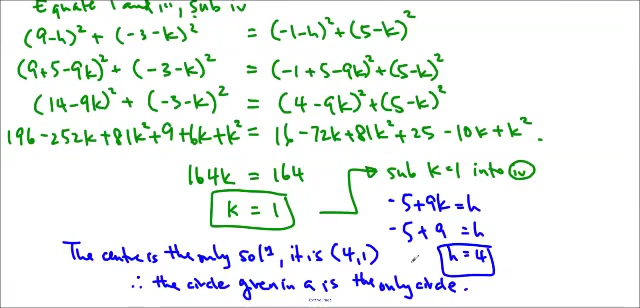 Equate i and iii, sub iv
(9-h)² + (-3-k)² = (-1-h)² + (5-k)²
(9+5-9k)² + (-3-k)² = (-1+5-9k)² + (5-k)²
(14-9k)² + (-3-k)² = (4-9k)² + (5-k)²
196-252k+81k²+9+6k+k² = 16-72k+81k²+25-10k+k².
164k = 164
k = 1
sub k=1 into iv
-5+9k = h
-5+9 = h
h = 4
The centre is the only solⁿ, it is (4,1)
∴ the circle given in a is the only circle.